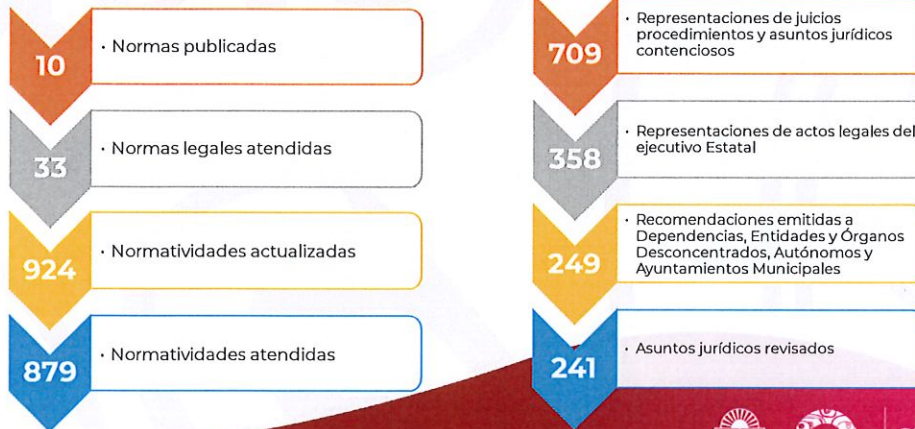 10
· Normas publicadas
33
· Normas legales atendidas
924
· Normatividades actualizadas
879
· Normatividades atendidas
709
· Representaciones de juicios
procedimientos y asuntos jurídicos
contenciosos
358
· Representaciones de actos legales del
ejecutivo Estatal
249
· Recomendaciones emitidas a
Dependencias, Entidades y Órganos
Desconcentrados, Autónomos y
Ayuntamientos Municipales
241
· Asuntos jurídicos revisados